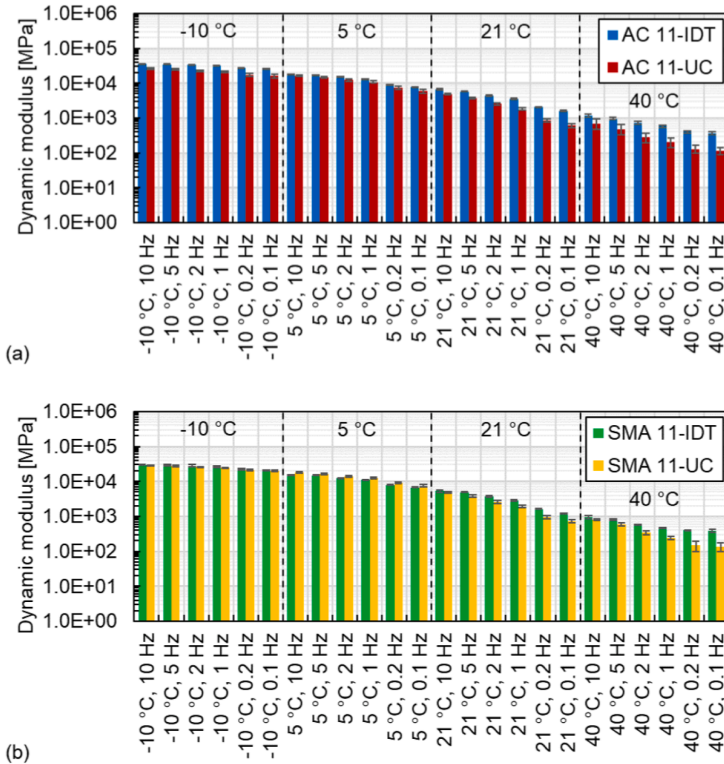 Dynamic modulus [MPa]
1.0E+06
1.0E+05
1.0E+04
1.0E+03
1.0E+02
1.0E+01
1.0E+00
-10 °C
5 °C
21 °C
40 °C
AC 11-IDT
AC 11-UC
-10 °C, 10 Hz
-10 °C, 5 Hz
-10 °C, 2 Hz
-10 °C, 1 Hz
-10 °C, 0.2 Hz
-10 °C, 0.1 Hz
5 °C, 10 Hz
5 °C, 5 Hz
5 °C, 2 Hz
5 °C, 1 Hz
5 °C, 0.2 Hz
5 °C, 0.1 Hz
21 °C, 10 Hz
21 °C, 5 Hz
21 °C, 2 Hz
21 °C, 1 Hz
21 °C, 0.2 Hz
21 °C, 0.1 Hz
40 °C, 10 Hz
40 °C, 5 Hz
40 °C, 2 Hz
40 °C, 1 Hz
40 °C, 0.2 Hz
40 °C, 0.1 Hz
(a)
Dynamic modulus [MPa]
1.0E+06
1.0E+05
1.0E+04
1.0E+03
1.0E+02
1.0E+01
1.0E+00
-10 °C
5 °C
21 °C
40 °C
SMA 11-IDT
SMA 11-UC
-10 °C, 10 Hz
-10 °C, 5 Hz
-10 °C, 2 Hz
-10 °C, 1 Hz
-10 °C, 0.2 Hz
-10 °C, 0.1 Hz
5 °C, 10 Hz
5 °C, 5 Hz
5 °C, 2 Hz
5 °C, 1 Hz
5 °C, 0.2 Hz
5 °C, 0.1 Hz
21 °C, 10 Hz
21 °C, 5 Hz
21 °C, 2 Hz
21 °C, 1 Hz
21 °C, 0.2 Hz
21 °C, 0.1 Hz
40 °C, 10 Hz
40 °C, 5 Hz
40 °C, 2 Hz
40 °C, 1 Hz
40 °C, 0.2 Hz
40 °C, 0.1 Hz
(b)